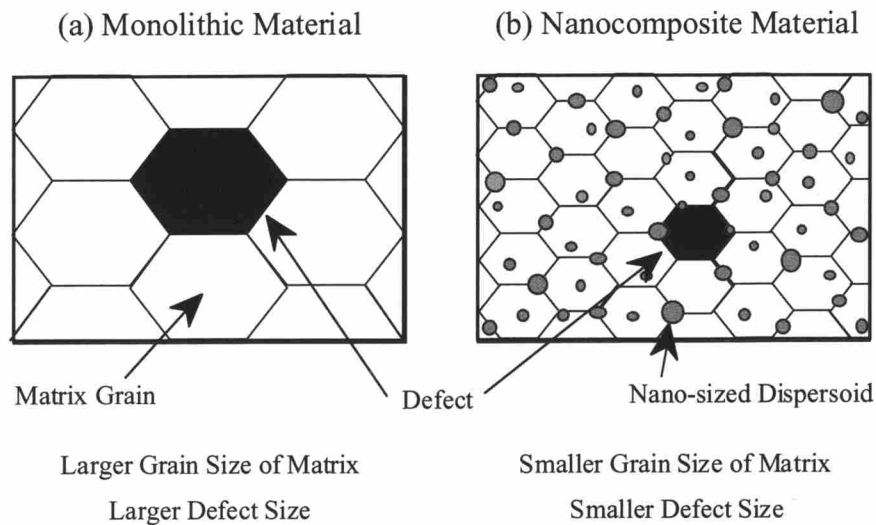 (a) Monolithic Material
(b) Nanocomposite Material
Matrix Grain
Defect
Nano-sized Dispersoid
Larger Grain Size of Matrix
Larger Defect Size
Smaller Grain Size of Matrix
Smaller Defect Size